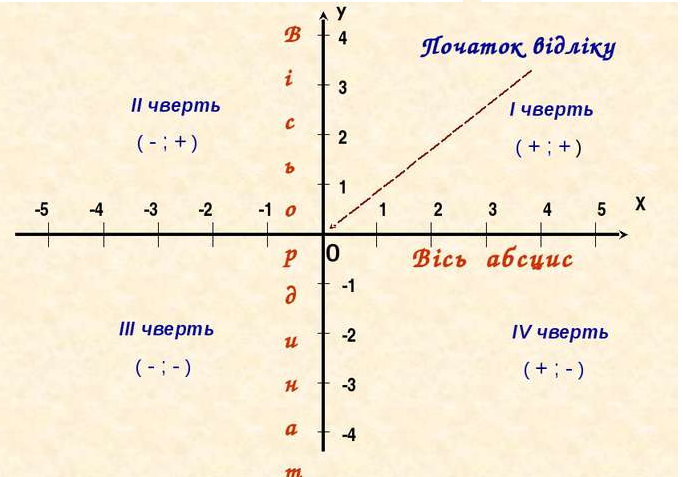 У
Початок відліку
4
3
2
1
II чверть
( - ; + )
I чверть
( + ; + )
-5 -4 -3 -2 -1 1 2 3 4 5 X
0
Вісь абсцис
Вісь ординат
-1
-2
-3
-4
III чверть
( - ; - )
IV чверть
( + ; - )